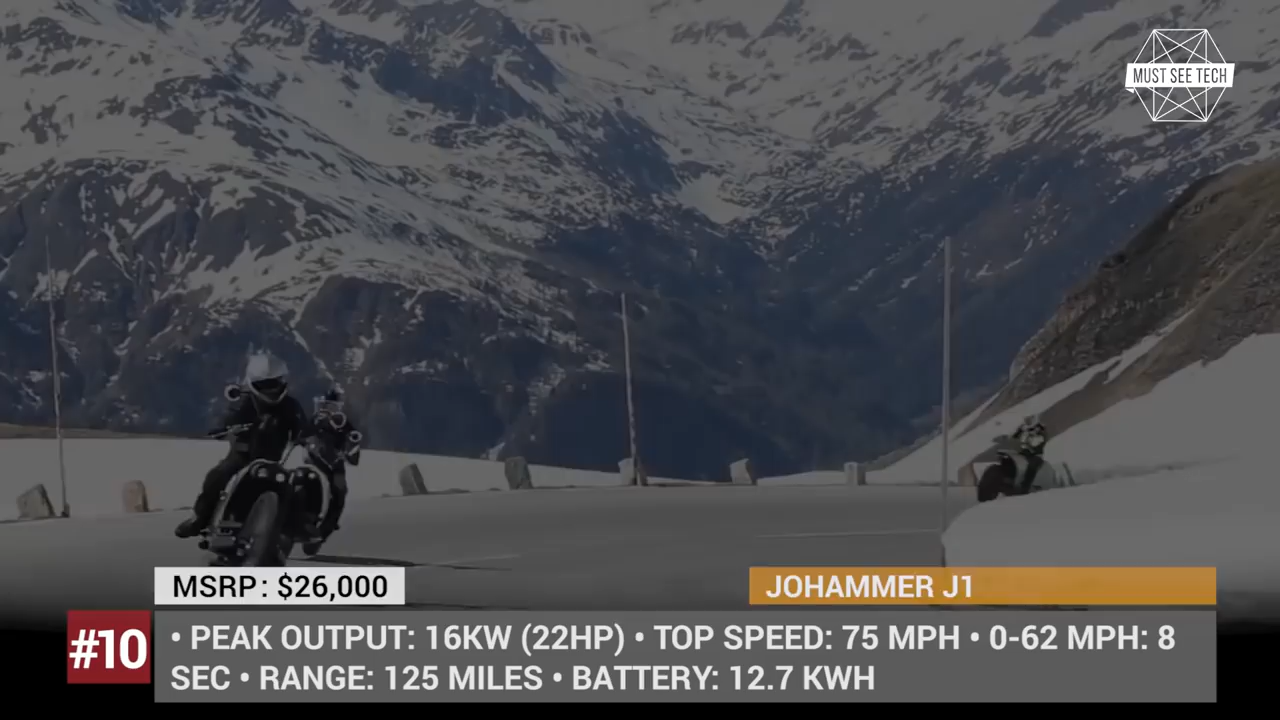 MUST SEE TECH
MSRP: $26,000
JOHAMMER J1
#10
• PEAK OUTPUT: 16KW (22HP) • TOP SPEED: 75 MPH • 0-62 MPH: 8
SEC • RANGE: 125 MILES • BATTERY: 12.7 KWH